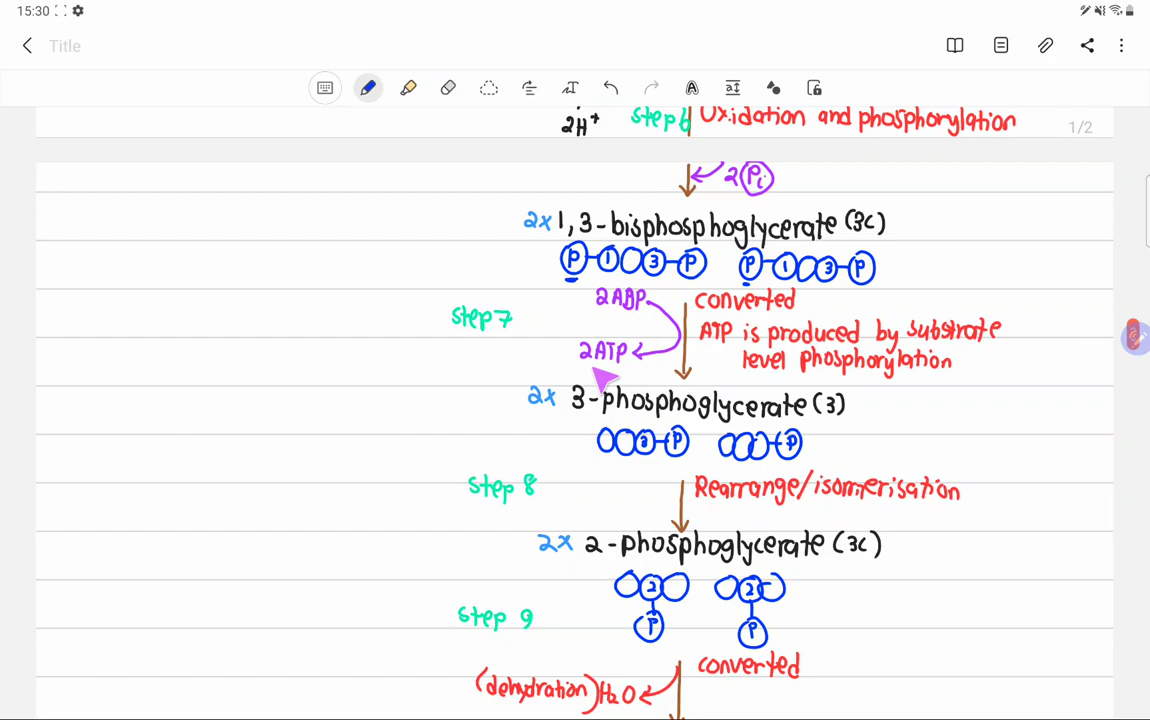 15:30
Title
2H+ step 6 Oxidation and phosphorylation
1/2
2 Pi
2x 1,3-bisphosphoglycerate (3C)
P 1 3 P P 1 3 P
2ADP converted
step 7
ATP is produced by substrate
2ATP level phosphorylation
2x 3-phosphoglycerate (3)
3 P P
step 8 Rearrange/isomerisation
2x 2-phosphoglycerate (3C)
2 2
step 9 P P
converted
(dehydration) H2O